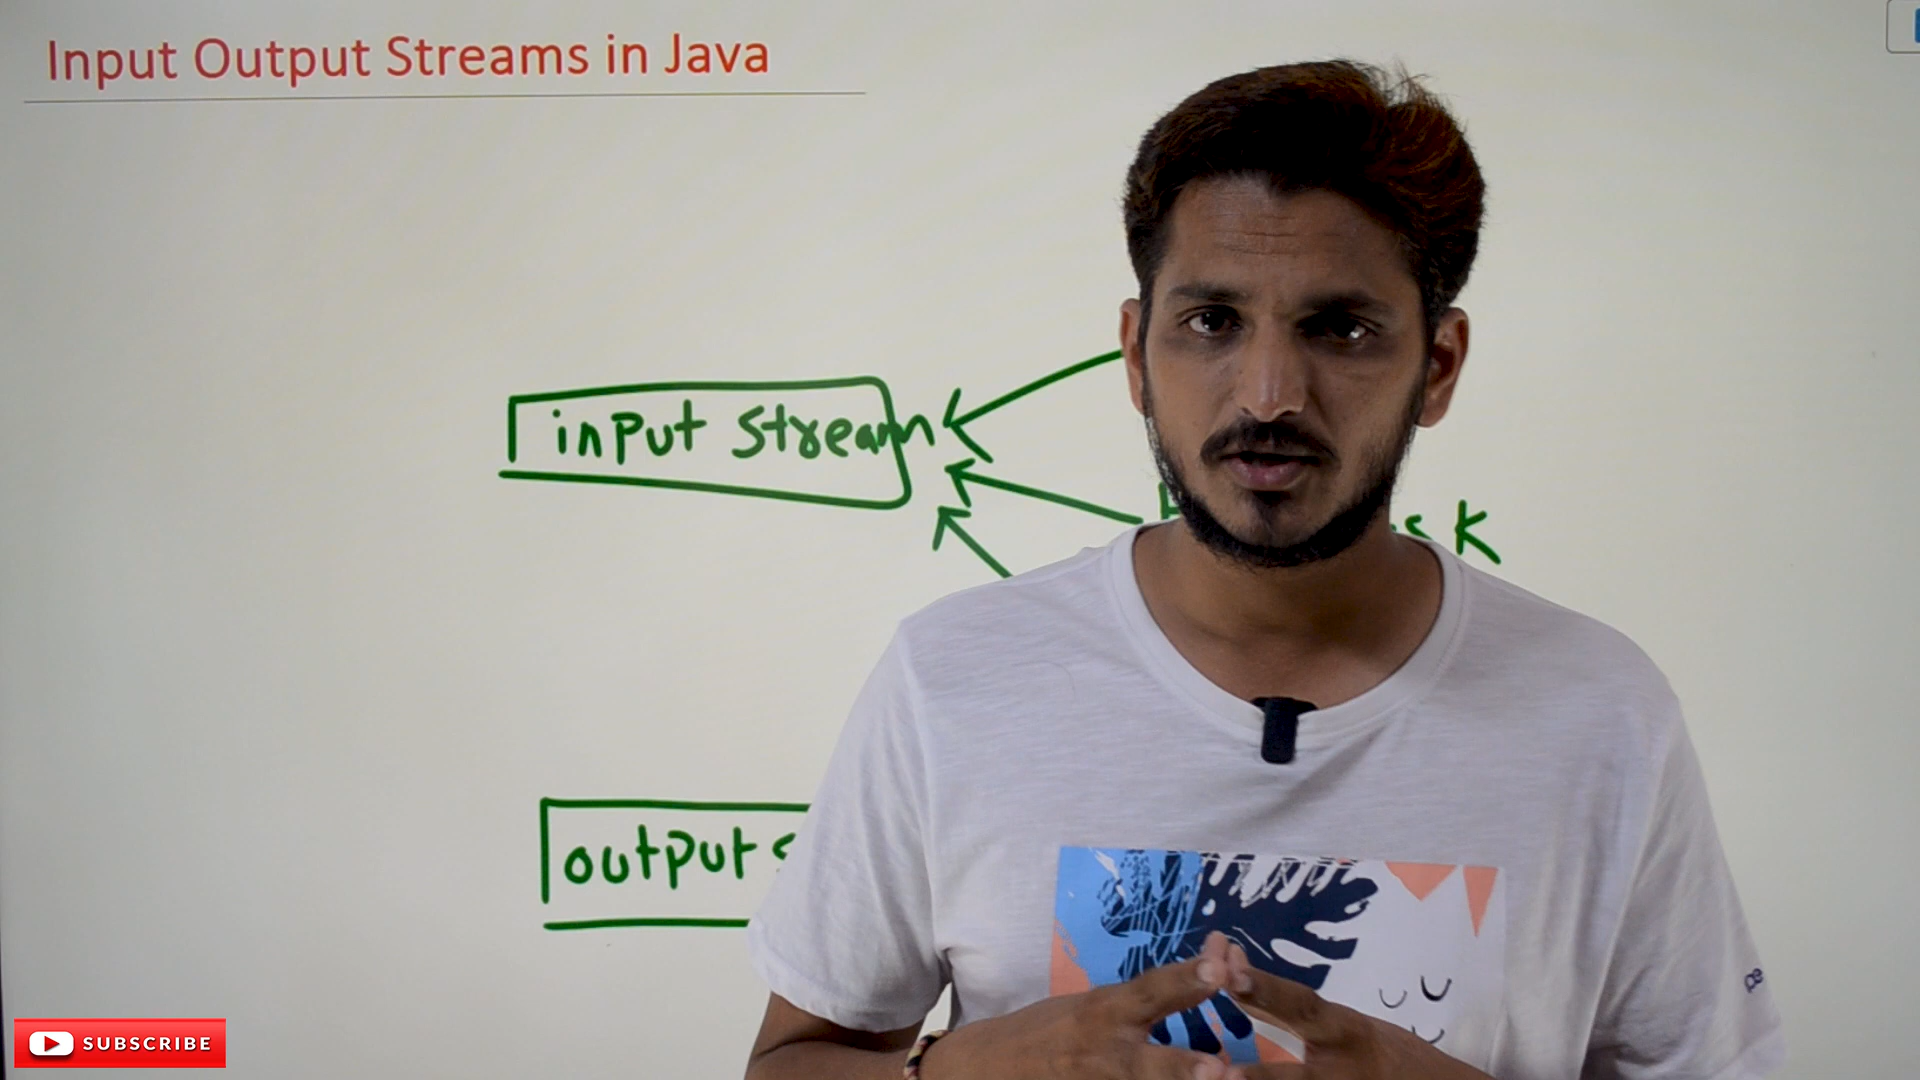 Input Output Streams in Java
input stream
K
output
SUBSCRIBE